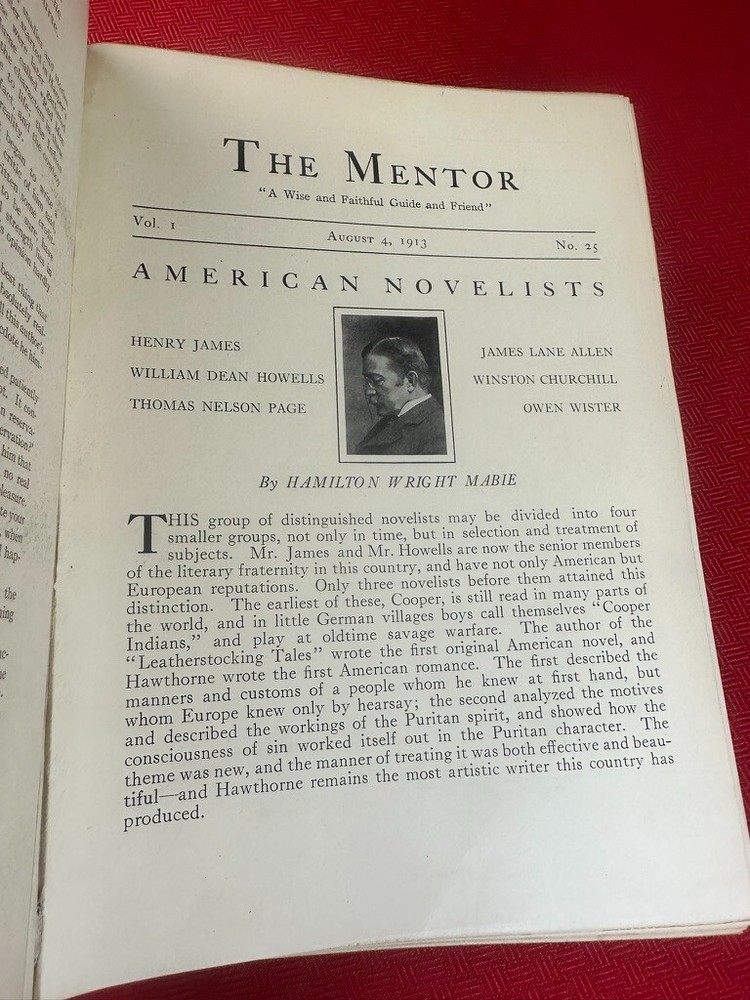 THE MENTOR
"A Wise and Faithful Guide and Friend"
Vol. 1 AUGUST 4, 1913 No. 25
AMERICAN NOVELISTS
HENRY JAMES
WILLIAM DEAN HOWELLS
THOMAS NELSON PAGE
JAMES LANE ALLEN
WINSTON CHURCHILL
OWEN WISTER
By HAMILTON WRIGHT MABIE
THIS group of distinguished novelists may be divided into four
smaller groups, not only in time, but in selection and treatment of
subjects. Mr. James and Mr. Howells are now the senior members
of the literary fraternity in this country, and have not only American but
European reputations. Only three novelists before them attained this
distinction. The earliest of these, Cooper, is still read in many parts of
the world, and in little German villages boys call themselves "Cooper
Indians," and play at oldtime savage warfare. The author of the
"Leatherstocking Tales" wrote the first original American novel, and
Hawthorne wrote the first American romance. The first described the
manners and customs of a people whom he knew at first hand, but
whom Europe knew only by hearsay; the second analyzed the motives
and described the workings of the Puritan spirit, and showed how the
consciousness of sin worked itself out in the Puritan character. The
theme was new, and the manner of treating it was both effective and beau-
tiful—and Hawthorne remains the most artistic writer this country has
produced.